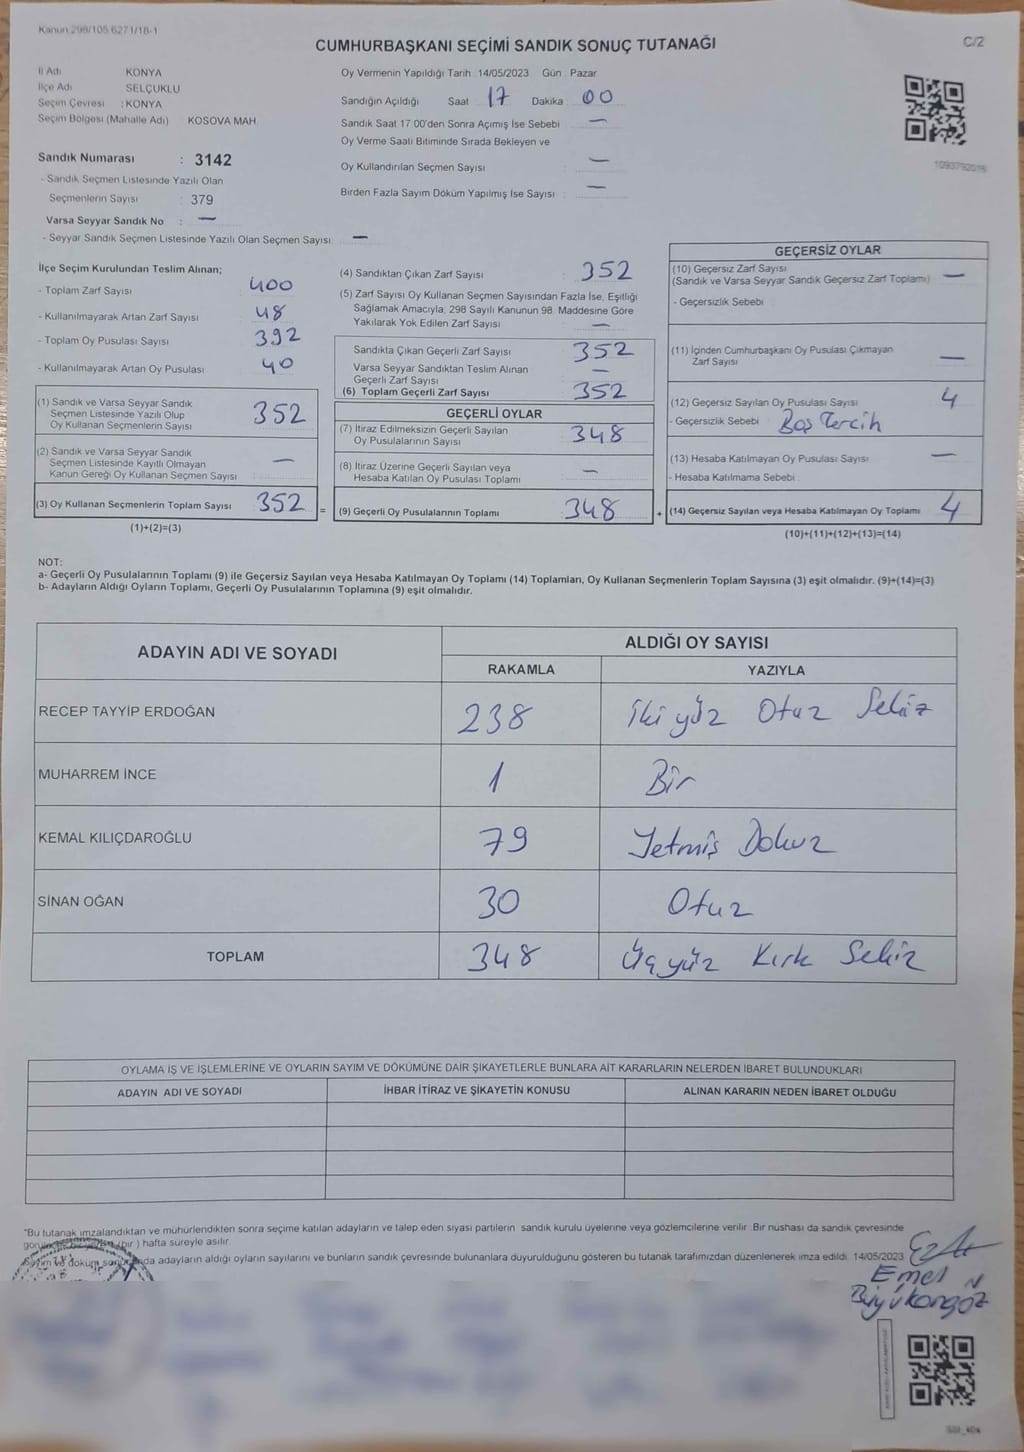 Kanun 298/105 6271/18-1
CUMHURBAŞKANI SEÇİMİ SANDIK SONUÇ TUTANAĞI
C/2
İl Adı KONYA
İlçe Adı SELÇUKLU
Seçim Çevresi : KONYA
Seçim Bölgesi (Mahalle Adı) KOSOVA MAH.
Sandık Numarası : 3142
- Sandık Seçmen Listesinde Yazılı Olan
Seçmenlerin Sayısı : 379
Varsa Seyyar Sandık No : —
- Seyyar Sandık Seçmen Listesinde Yazılı Olan Seçmen Sayısı: —
Oy Vermenin Yapıldığı Tarih : 14/05/2023 Gün : Pazar
Sandığın Açıldığı Saat 17 Dakika 00
Sandık Saat 17:00'den Sonra Açımış İse Sebebi —
Oy Verme Saati Bitiminde Sırada Bekleyen ve
Oy Kullandırılan Seçmen Sayısı —
Birden Fazla Sayım Döküm Yapılmış İse Sayısı —
1093792016
İlçe Seçim Kurulundan Teslim Alınan;
- Toplam Zarf Sayısı 400
- Kullanılmayarak Artan Zarf Sayısı 48
- Toplam Oy Pusulası Sayısı 392
- Kullanılmayarak Artan Oy Pusulası 40
(1) Sandık ve Varsa Seyyar Sandık
Seçmen Listesinde Yazılı Olup
Oy Kullanan Seçmenlerin Sayısı 352
(2) Sandık ve Varsa Seyyar Sandık
Seçmen Listesinde Kayıtlı Olmayan
Kanun Gereği Oy Kullanan Seçmen Sayısı —
(3) Oy Kullanan Seçmenlerin Toplam Sayısı 352 =
(1)+(2)=(3)
(4) Sandıktan Çıkan Zarf Sayısı : 352
(5) Zarf Sayısı Oy Kullanan Seçmen Sayısından Fazla İse, Eşitliği
Sağlamak Amacıyla, 298 Sayılı Kanunun 98. Maddesine Göre
Yakılarak Yok Edilen Zarf Sayısı —
Sandıkta Çıkan Geçerli Zarf Sayısı 352
Varsa Seyyar Sandıktan Teslim Alınan
Geçerli Zarf Sayısı —
(6) Toplam Geçerli Zarf Sayısı 352
GEÇERLİ OYLAR
(7) İtiraz Edilmeksizin Geçerli Sayılan
Oy Pusulalarının Sayısı 348
(8) İtiraz Üzerine Geçerli Sayılan veya
Hesaba Katılan Oy Pusulası Toplamı —
(9) Geçerli Oy Pusulalarının Toplamı 348 +
GEÇERSİZ OYLAR
(10) Geçersiz Zarf Sayısı
(Sandık ve Varsa Seyyar Sandık Geçersiz Zarf Toplamı) —
- Geçersizlik Sebebi
(11) İçinden Cumhurbaşkanı Oy Pusulası Çıkmayan
Zarf Sayısı —
(12) Geçersiz Sayılan Oy Pusulası Sayısı 4
- Geçersizlik Sebebi : Boş Tercih
(13) Hesaba Katılmayan Oy Pusulası Sayısı —
- Hesaba Katılmama Sebebi
(14) Geçersiz Sayılan veya Hesaba Katılmayan Oy Toplamı 4
(10)+(11)+(12)+(13)=(14)
NOT:
a- Geçerli Oy Pusulalarının Toplamı (9) ile Geçersiz Sayılan veya Hesaba Katılmayan Oy Toplamı (14) Toplamları, Oy Kullanan Seçmenlerin Toplam Sayısına (3) eşit olmalıdır. (9)+(14)=(3)
b- Adayların Aldığı Oyların Toplamı, Geçerli Oy Pusulalarının Toplamına (9) eşit olmalıdır.
ADAYIN ADI VE SOYADI ALDIĞI OY SAYISI
RAKAMLA YAZIYLA
RECEP TAYYİP ERDOĞAN 238 İki yüz Otuz Sekiz
MUHARREM İNCE 1 Bir
KEMAL KILIÇDAROĞLU 79 Yetmiş Dokuz
SİNAN OĞAN 30 Otuz
TOPLAM 348 Üçyüz Kırk Sekiz
OYLAMA İŞ VE İŞLEMLERİNE VE OYLARIN SAYIM VE DÖKÜMÜNE DAİR ŞİKAYETLERLE BUNLARA AİT KARARLARIN NELERDEN İBARET BULUNDUKLARI
ADAYIN ADI VE SOYADI İHBAR İTİRAZ VE ŞİKAYETİN KONUSU ALINAN KARARIN NEDEN İBARET OLDUĞU
*Bu tutanak imzalandıktan ve mühürlendikten sonra seçime katılan adayların ve talep eden siyasi partilerin sandık kurulu üyelerine veya gözlemcilerine verilir. Bir nüshası da sandık çevresinde
(bir) hafta süreyle asılır.
Sayım ve döküm adayların aldığı oyların sayılarını ve bunların sandık çevresinde bulunanlara duyurulduğunu gösteren bu tutanak tarafımızdan düzenlenerek imza edildi. 14/05/2023
Emel
Büyükangöz